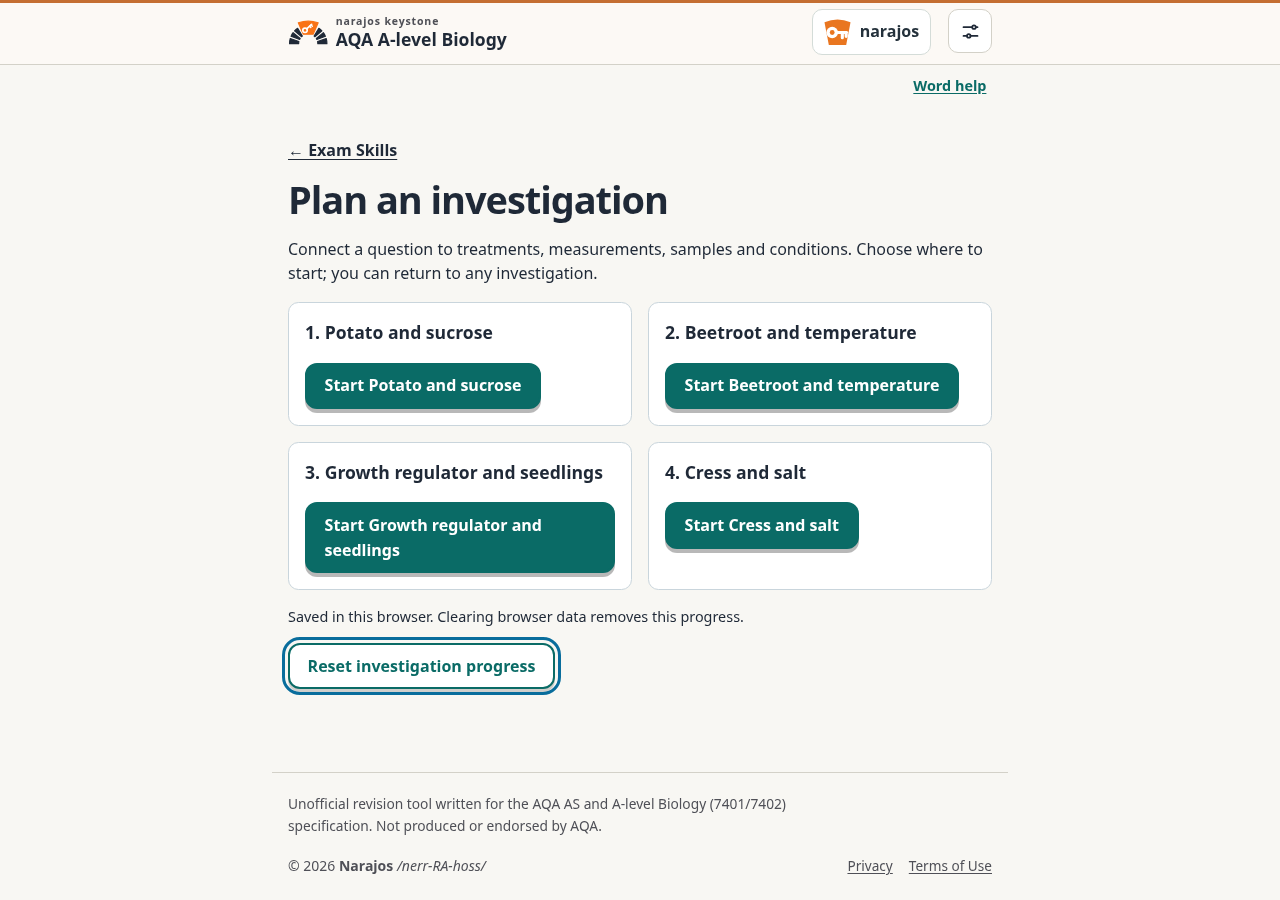 narajos keystone
AQA A-level Biology
narajos
Word help
← Exam Skills
Plan an investigation
Connect a question to treatments, measurements, samples and conditions. Choose where to
start; you can return to any investigation.
1. Potato and sucrose
Start Potato and sucrose
2. Beetroot and temperature
Start Beetroot and temperature
3. Growth regulator and seedlings
Start Growth regulator and
seedlings
4. Cress and salt
Start Cress and salt
Saved in this browser. Clearing browser data removes this progress.
Reset investigation progress
Unofficial revision tool written for the AQA AS and A-level Biology (7401/7402)
specification. Not produced or endorsed by AQA.
© 2026 Narajos /nerr-RA-hoss/
Privacy Terms of Use